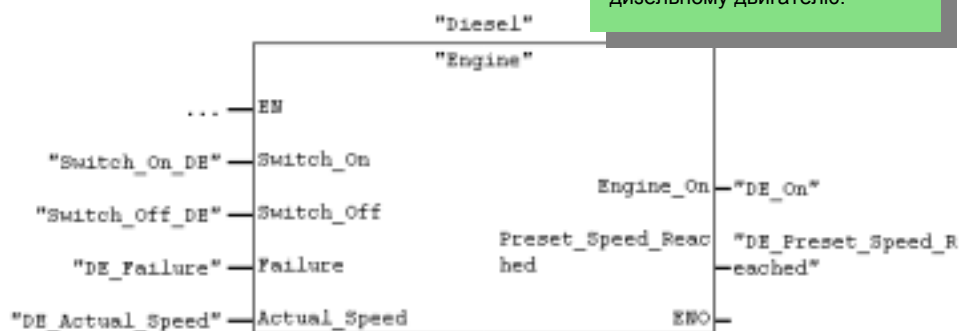 дизельному двигателю.
"Diesel"
"Engine"
... EN
"Switch_On_DE" Switch_On
Engine_On "DE_On"
"Switch_Off_DE" Switch_Off
Preset_Speed_Reac "DE_Preset_Speed_R
"DE_Failure" Failure hed eached"
"DE_Actual_Speed" Actual_Speed ENO